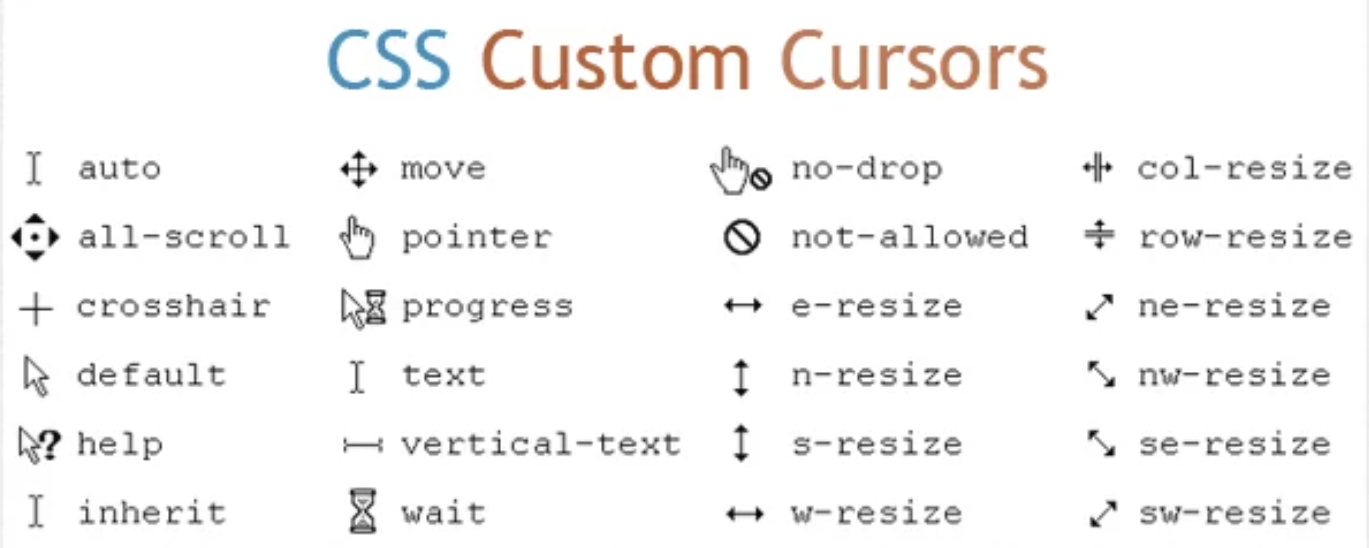 CSS Custom Cursors
auto move no-drop col-resize
all-scroll pointer not-allowed row-resize
crosshair progress e-resize ne-resize
default text n-resize nw-resize
help vertical-text s-resize se-resize
inherit wait w-resize sw-resize